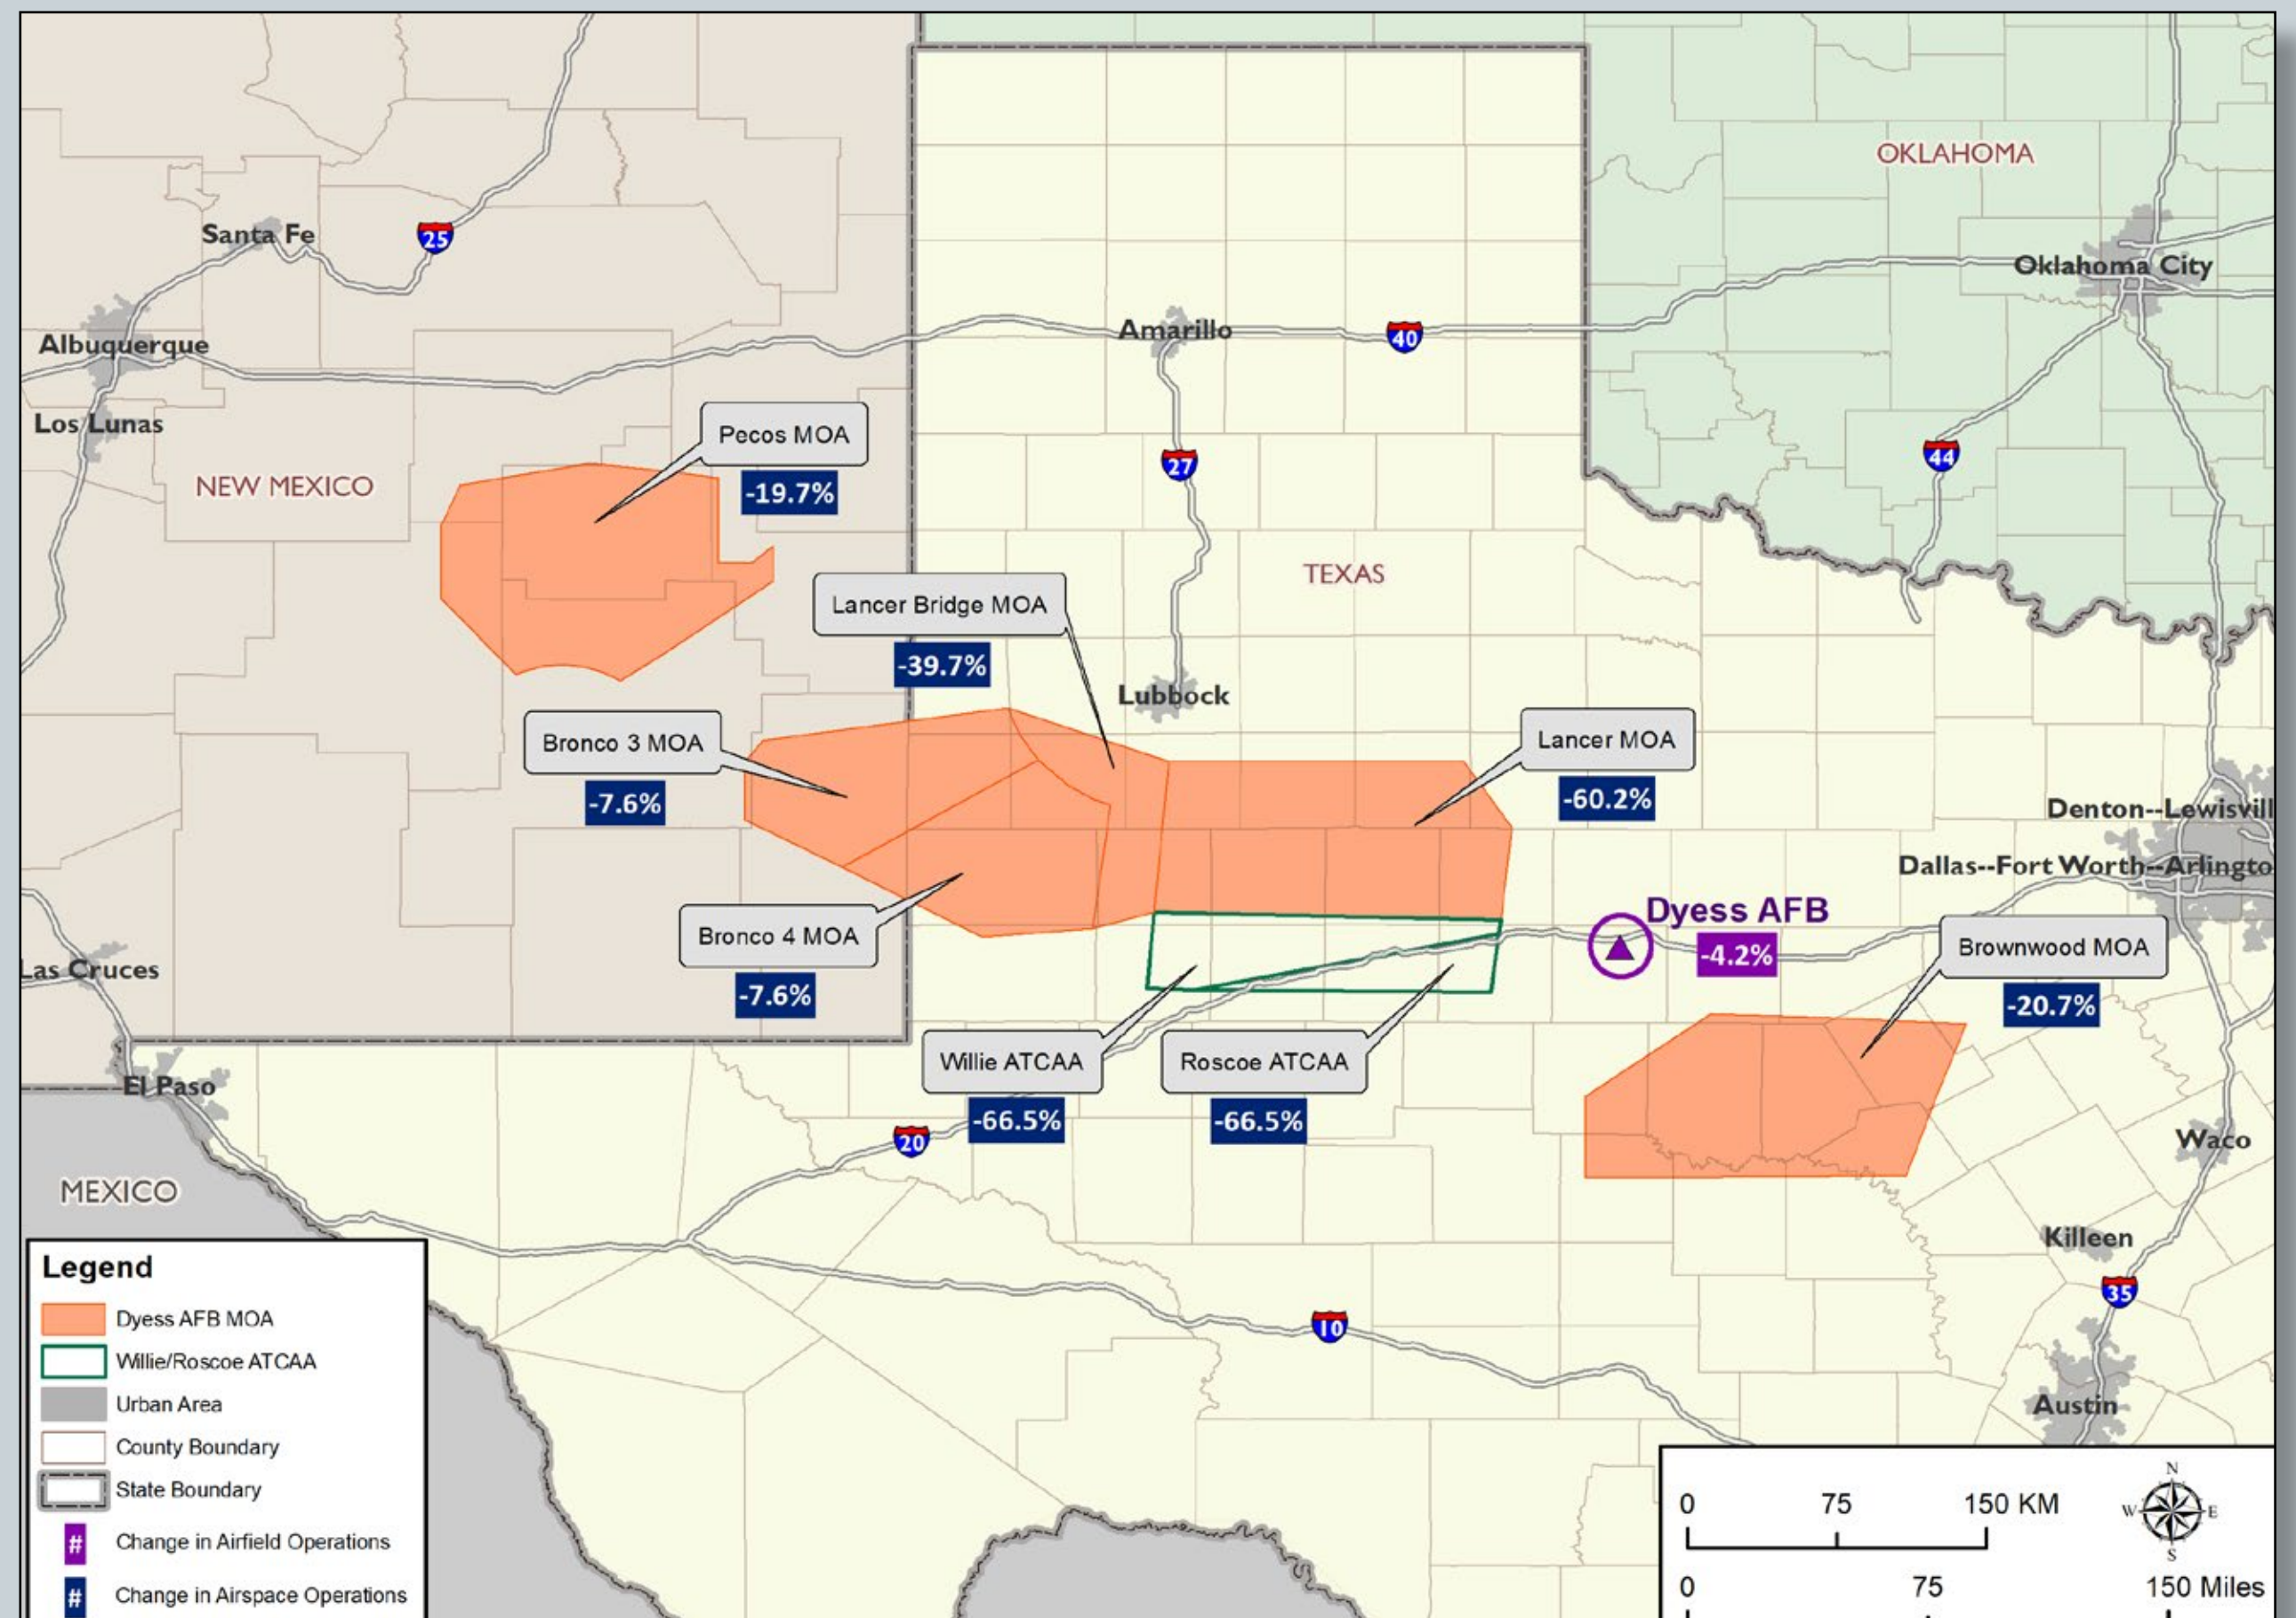 OKLAHOMA
Santa Fe
25
Oklahoma City
Amarillo
40
Albuquerque
Los Lunas
Pecos MOA
-19.7%
NEW MEXICO
27
44
TEXAS
Lancer Bridge MOA
-39.7%
Lubbock
Bronco 3 MOA
-7.6%
Lancer MOA
-60.2%
Denton--Lewisvill
Dallas--Fort Worth--Arlingto
Dyess AFB
-4.2%
Bronco 4 MOA
-7.6%
Brownwood MOA
-20.7%
Las Cruces
Willie ATCAA
-66.5%
Roscoe ATCAA
-66.5%
El Paso
20
Waco
MEXICO
Killeen
35
10
Austin
Legend
Dyess AFB MOA
Willie/Roscoe ATCAA
Urban Area
County Boundary
State Boundary
# Change in Airfield Operations
# Change in Airspace Operations
0 75 150 KM
N
W E
S
0 75 150 Miles